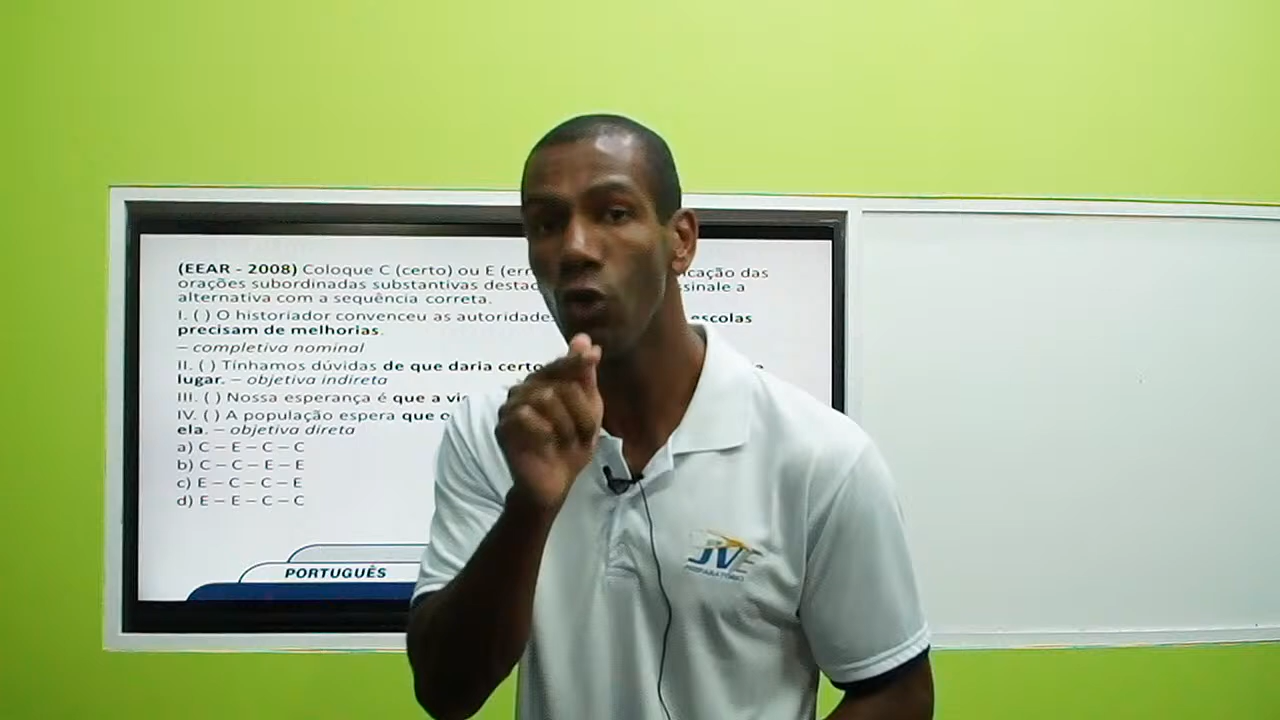 (EEAR - 2008) Coloque C (certo) ou E (err cação das
orações subordinadas substantivas destac ssinale a
alternativa com a sequência correta.
I. ( ) O historiador convenceu as autoridade escolas
precisam de melhorias.
– completiva nominal
II. ( ) Tínhamos dúvidas de que daria certo
lugar. – objetiva indireta
III. ( ) Nossa esperança é que a vi
IV. ( ) A população espera que o
ela. – objetiva direta
a) C – E – C – C
b) C – C – E – E
c) E – C – C – E
d) E – E – C – C
PORTUGUÊS
JVE